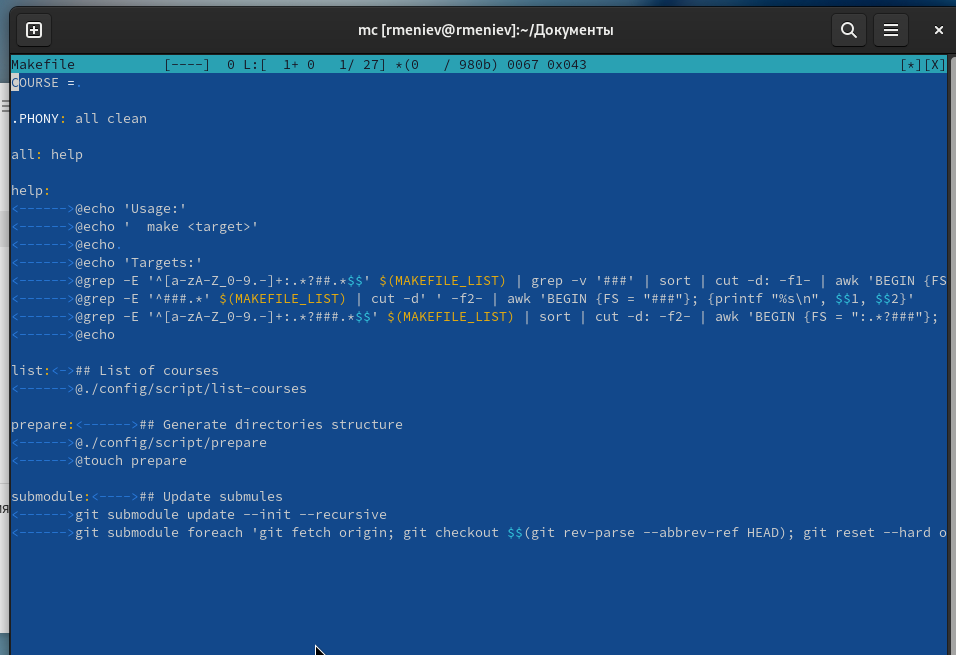 mc [rmeniev@rmeniev]:~/Документы
Makefile [----] 0 L:[ 1+ 0 1/ 27] *(0 / 980b) 0067 0x043 [*][X]
COURSE =.
.PHONY: all clean
all: help
help:
<------>@echo 'Usage:'
<------>@echo '  make <target>'
<------>@echo.
<------>@echo 'Targets:'
<------>@grep -E '^[a-zA-Z_0-9.-]+:.*?##.*$$' $(MAKEFILE_LIST) | grep -v '###' | sort | cut -d: -f1- | awk 'BEGIN {FS
<------>@grep -E '^###.*' $(MAKEFILE_LIST) | cut -d' ' -f2- | awk 'BEGIN {FS = "###"}; {printf "%s\n", $$1, $$2}'
<------>@grep -E '^[a-zA-Z_0-9.-]+:.*?###.*$$' $(MAKEFILE_LIST) | sort | cut -d: -f2- | awk 'BEGIN {FS = ":.*?###"};
<------>@echo
list:<->## List of courses
<------>@./config/script/list-courses
prepare:<------>## Generate directories structure
<------>@./config/script/prepare
<------>@touch prepare
submodule:<---->## Update submules
<------>git submodule update --init --recursive
<------>git submodule foreach 'git fetch origin; git checkout $$(git rev-parse --abbrev-ref HEAD); git reset --hard o